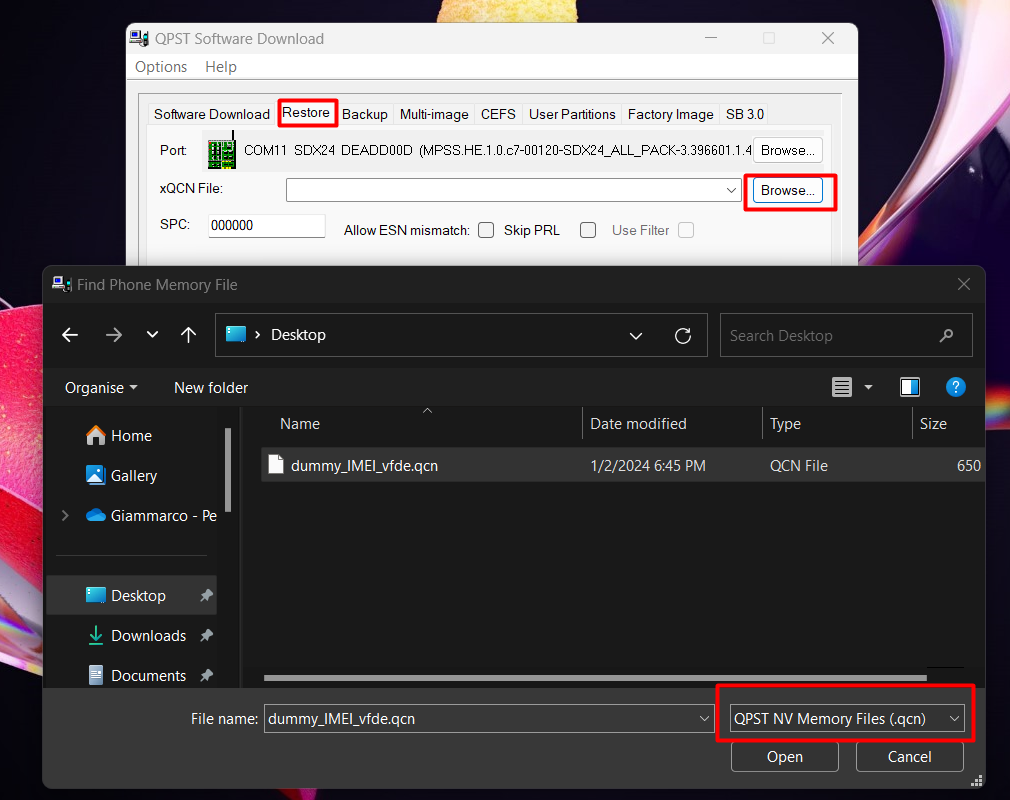 QPST Software Download
Options Help
Software Download Restore Backup Multi-image CEFS User Partitions Factory Image SB 3.0
Port COM11 SDX24 DEADD00D (MPSS.HE.1.0.c7-00120-SDX24_ALL_PACK-3.396601.1.4 Browse...
xQCN File: Browse...
SPC: 000000 Allow ESN mismatch: Skip PRL Use Filter
Find Phone Memory File
Desktop Search Desktop
Organise New folder
Name Date modified Type Size
Home
dummy_IMEI_vfde.qcn 1/2/2024 6:45 PM QCN File 650
Gallery
Giammarco - Pe
Desktop
Downloads
Documents
File name: dummy_IMEI_vfde.qcn QPST NV Memory Files (.qcn)
Open Cancel